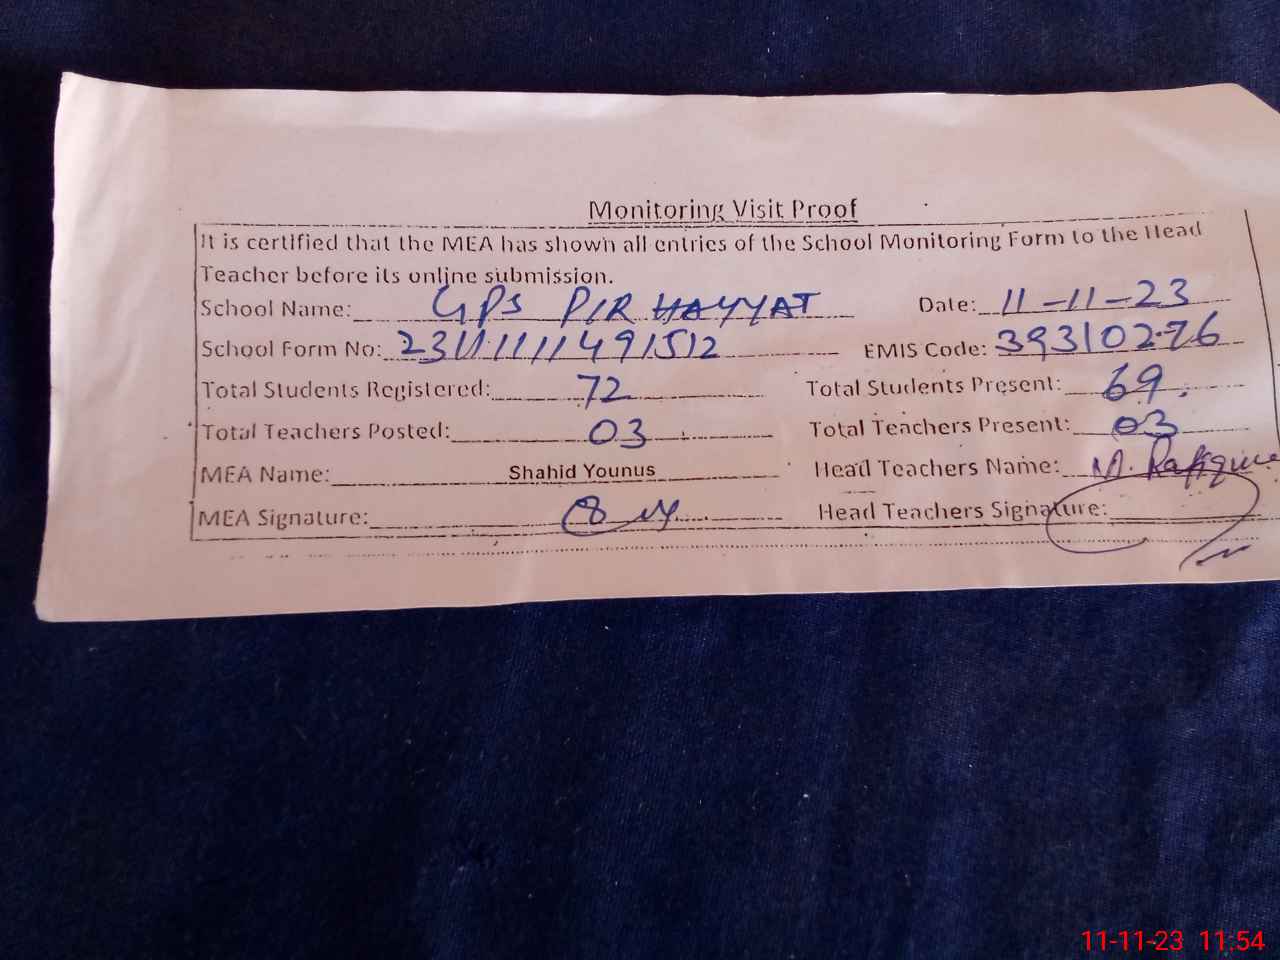 Monitoring Visit Proof
It is certified that the MEA has shown all entries of the School Monitoring Form to the Head
Teacher before its online submission.
School Name: GPS PIR HAYYAT Date: 11-11-23
School Form No: 231111111491512 EMIS Code: 39310276
Total Students Registered: 72 Total Students Present: 69
Total Teachers Posted: 03 Total Teachers Present: 03
MEA Name: Shahid Younus Head Teachers Name: M. Rafique
MEA Signature: Head Teachers Signature:
11-11-23 11:54